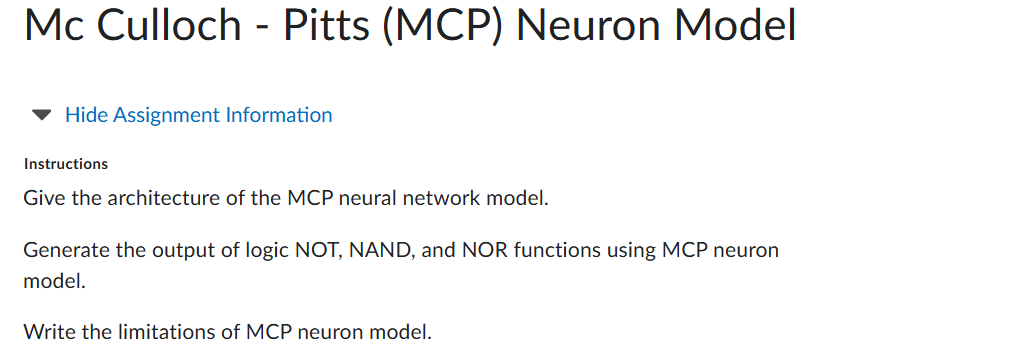 Mc Culloch - Pitts (MCP) Neuron Model
Hide Assignment Information
Instructions
Give the architecture of the MCP neural network model.
Generate the output of logic NOT, NAND, and NOR functions using MCP neuron
model.
Write the limitations of MCP neuron model.